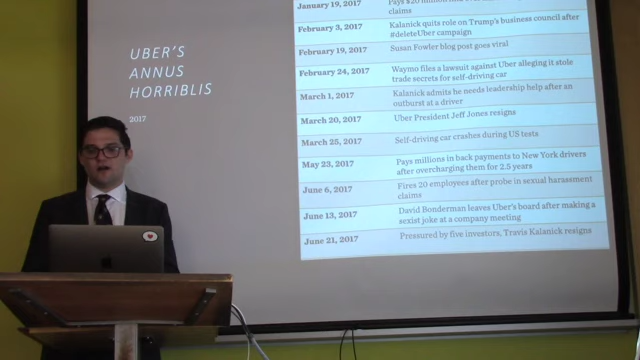 UBER'S
ANNUS
HORRIBLIS
2017
January 19, 2017
claims
February 3, 2017 Kalanick quits role on Trump's business council after
#deleteUber campaign
February 19, 2017 Susan Fowler blog post goes viral
February 24, 2017 Waymo files a lawsuit against Uber alleging it stole
trade secrets for self-driving car
March 1, 2017 Kalanick admits he needs leadership help after an
outburst at a driver
March 20, 2017 Uber President Jeff Jones resigns
March 25, 2017 Self-driving car crashes during US tests
May 23, 2017 Pays millions in back payments to New York drivers
after overcharging them for 2.5 years
June 6, 2017 Fires 20 employees after probe in sexual harassment
claims
June 13, 2017 David Bonderman leaves Uber's board after making a
sexist joke at a company meeting
June 21, 2017 Pressured by five investors, Travis Kalanick resigns